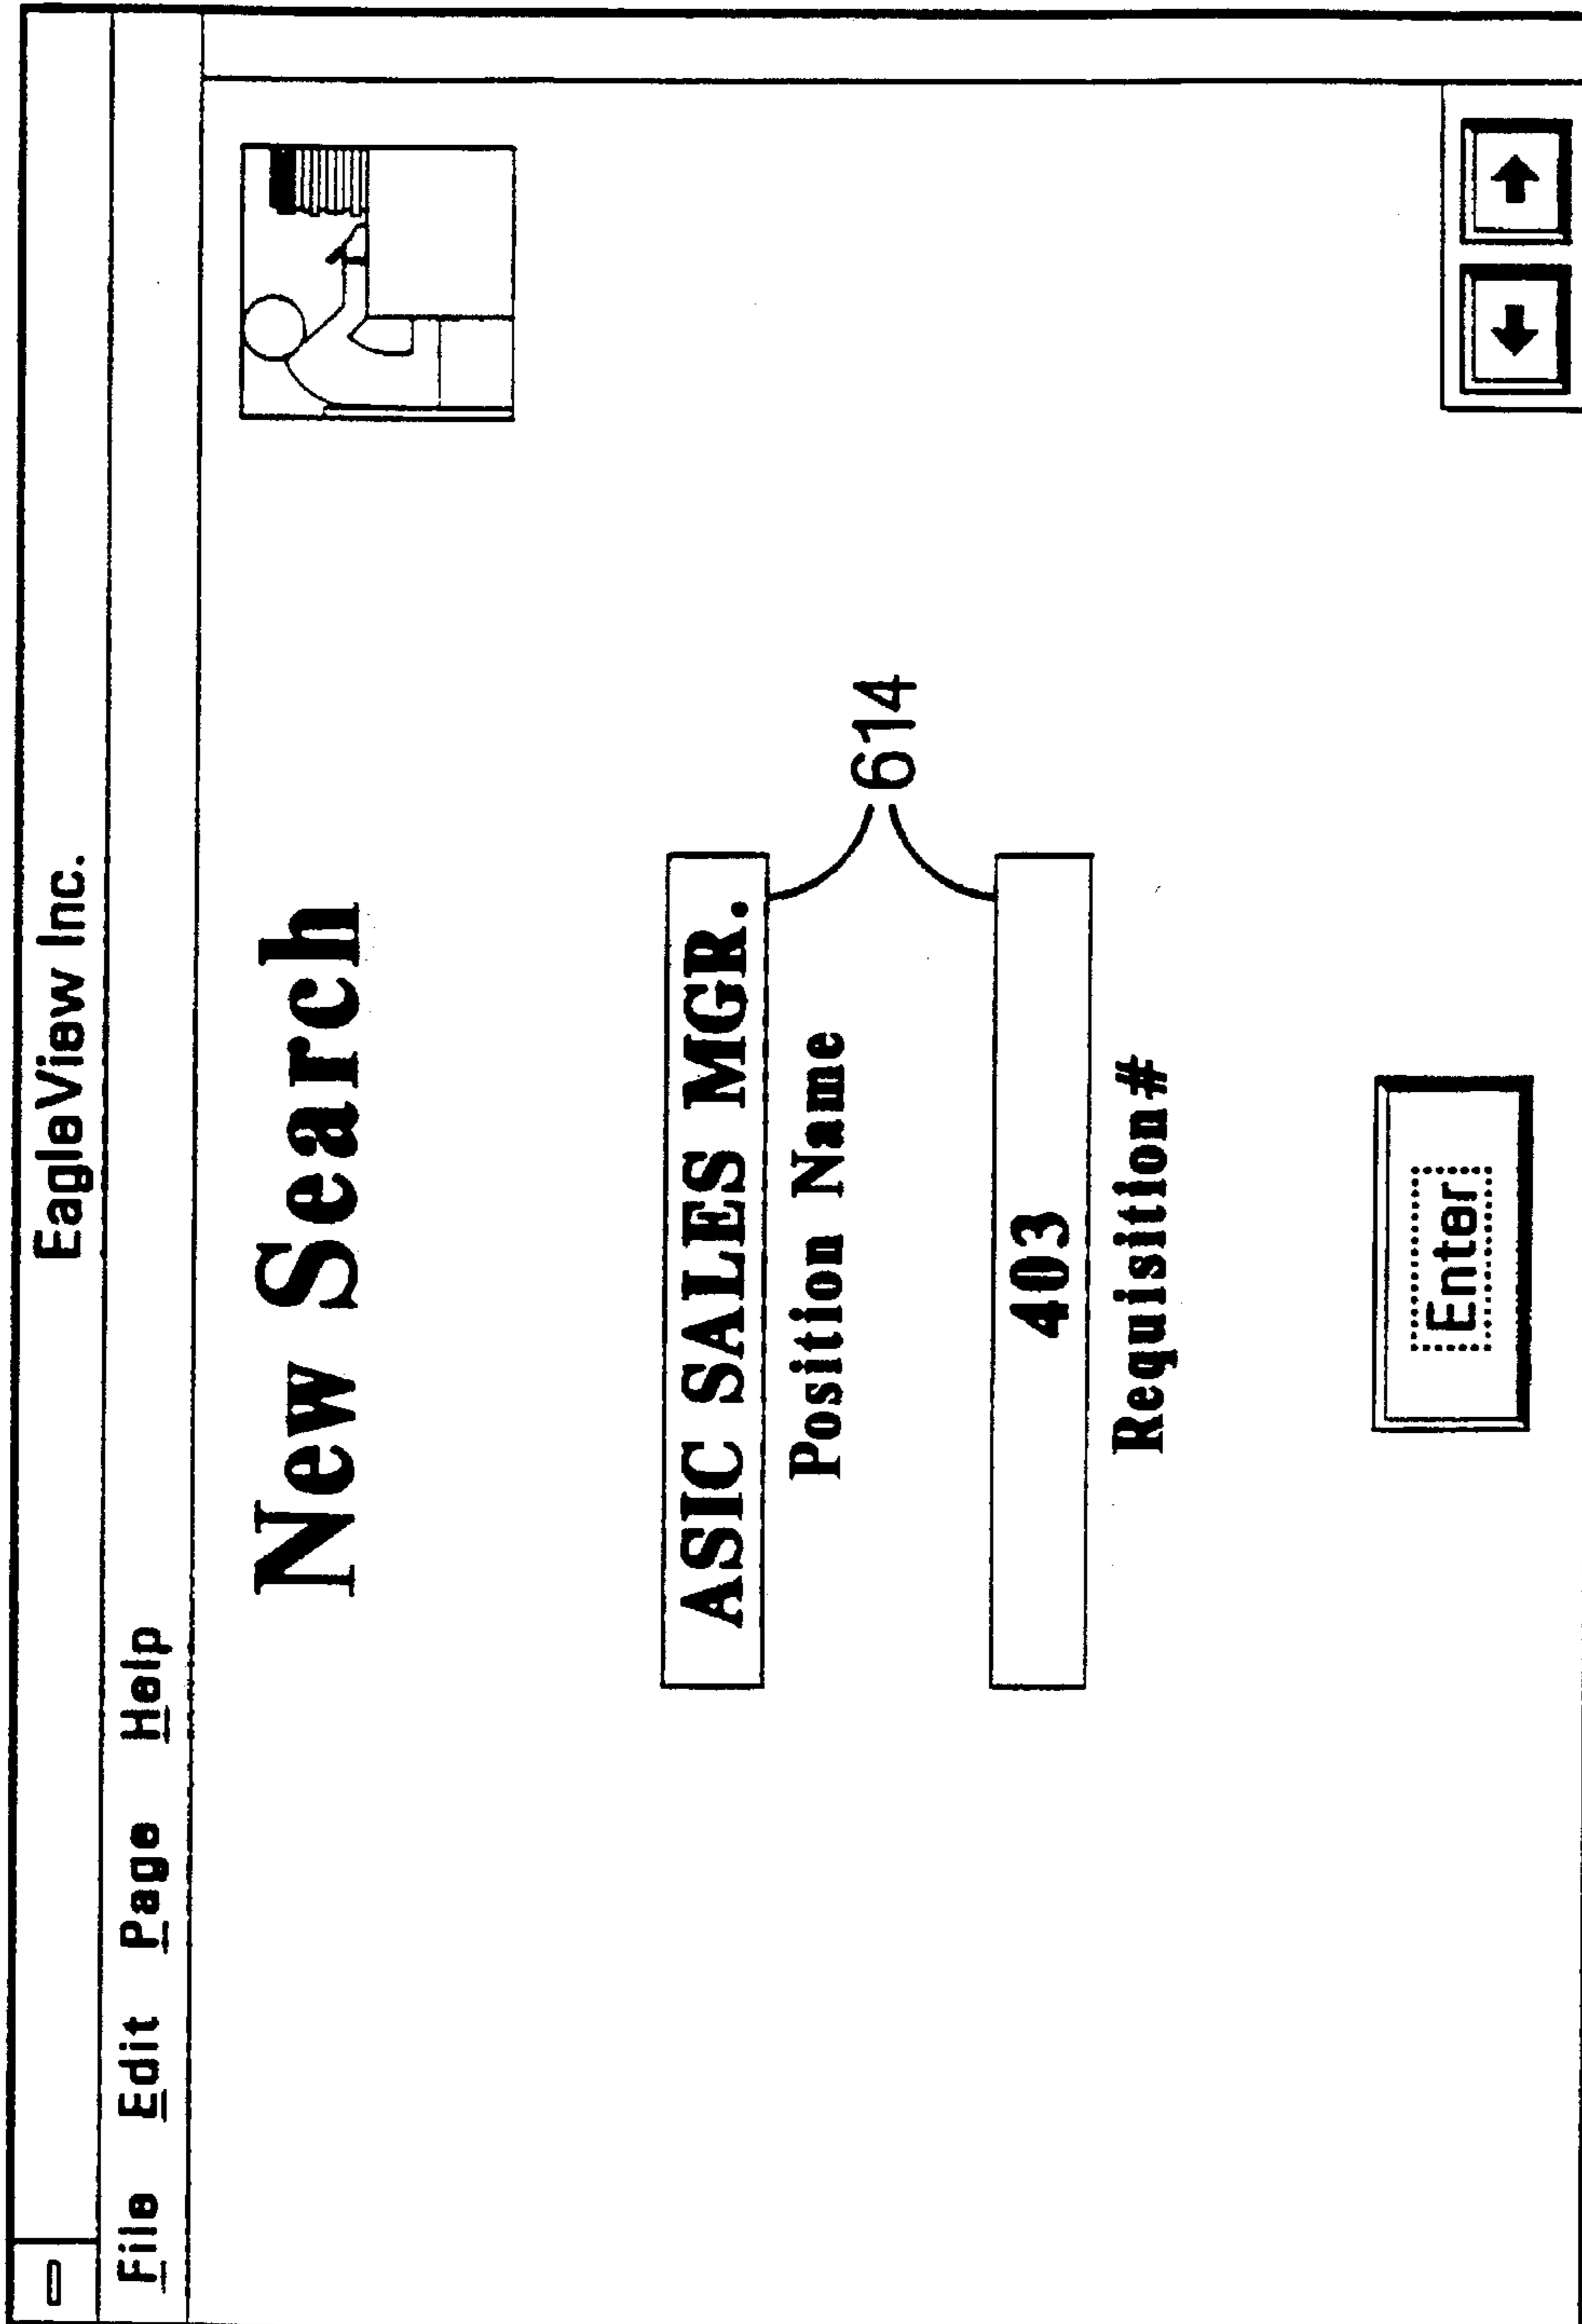 EagleView Inc.
File Edit Page Help
New Search
ASIC SALES MGR.
Position Name
614
403
Requisition#
Enter